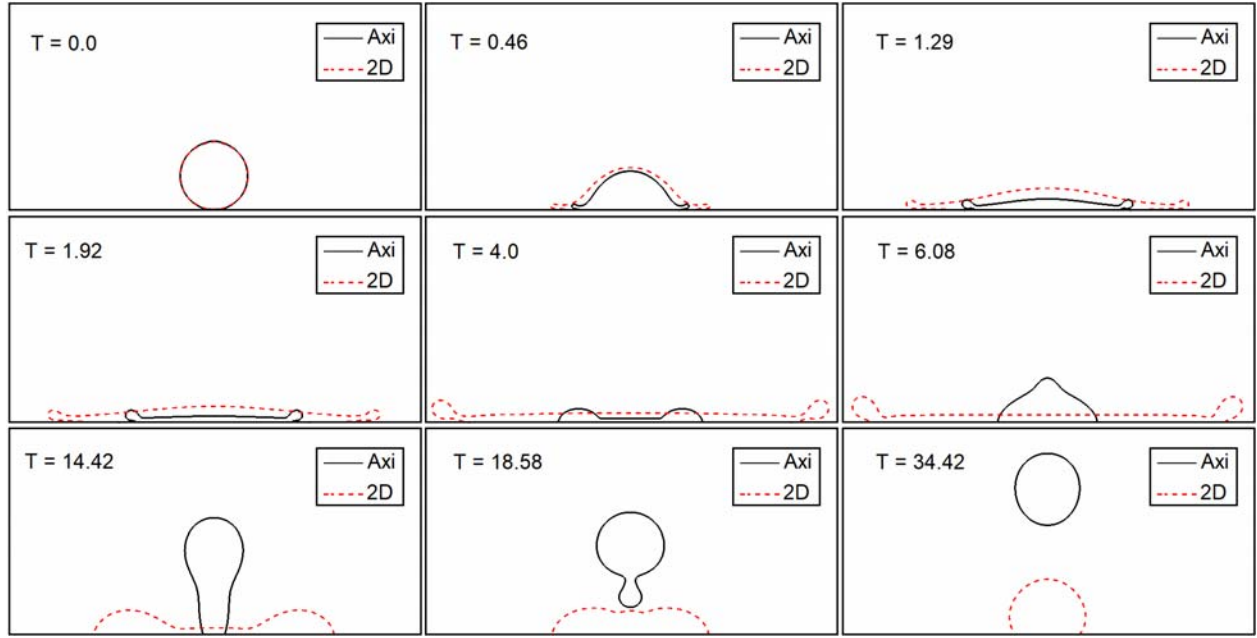 T = 0.0
Axi
2D
T = 0.46
Axi
2D
T = 1.29
Axi
2D
T = 1.92
Axi
2D
T = 4.0
Axi
2D
T = 6.08
Axi
2D
T = 14.42
Axi
2D
T = 18.58
Axi
2D
T = 34.42
Axi
2D